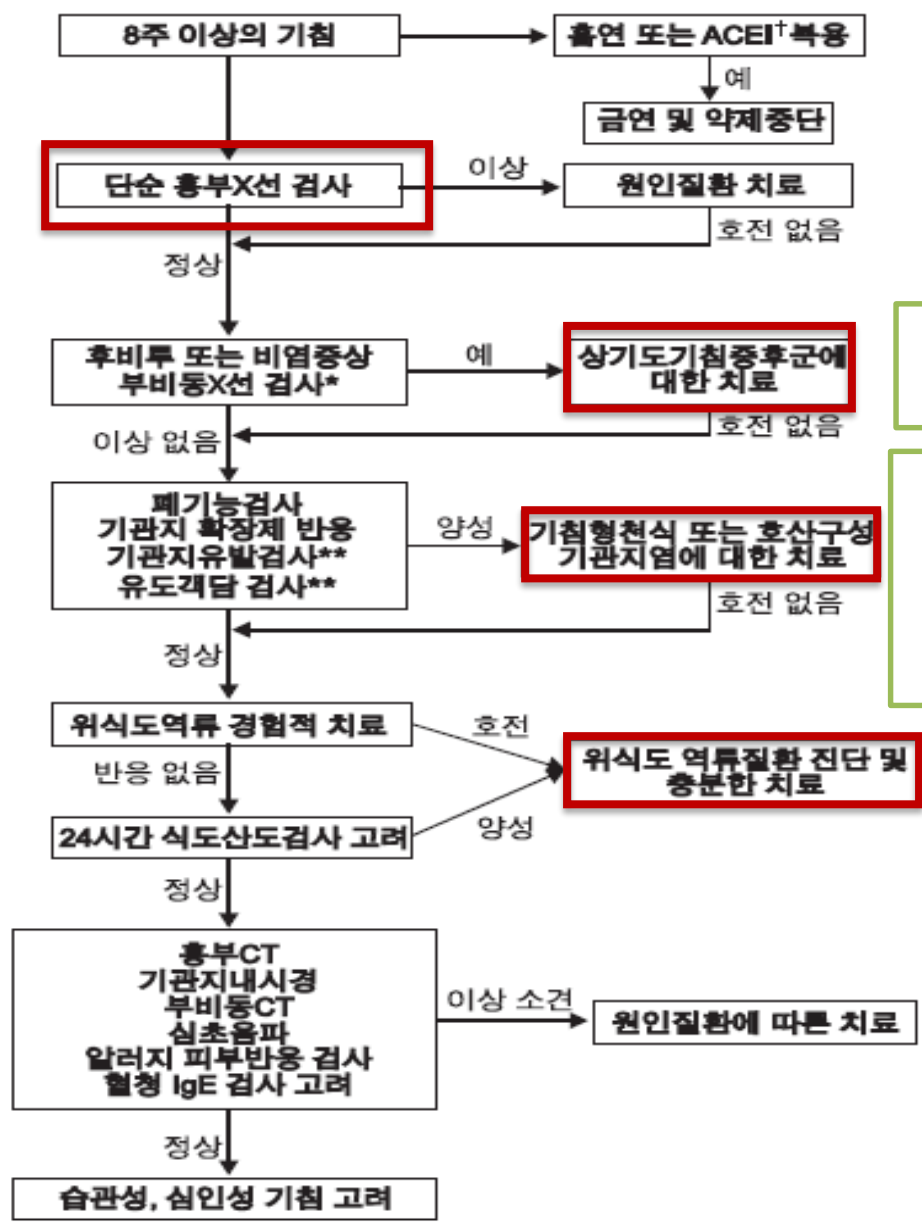 8주 이상의 기침
흡연 또는 ACEI†복용
예
금연 및 약제중단
단순 흉부X선 검사
이상
원인질환 치료
호전 없음
정상
후비루 또는 비염증상
부비동X선 검사*
예
상기도기침증후군에
대한 치료
호전 없음
이상 없음
폐기능검사
기관지 확장제 반응
기관지유발검사**
유도객담 검사**
양성
기침형천식 또는 호산구성
기관지염에 대한 치료
호전 없음
정상
위식도역류 경험적 치료
호전
위식도 역류질환 진단 및
충분한 치료
반응 없음
24시간 식도산도검사 고려
양성
정상
흉부CT
기관지내시경
부비동CT
심초음파
알러지 피부반응 검사
혈청 IgE 검사 고려
이상 소견
원인질환에 따른 치료
정상
습관성, 심인성 기침 고려